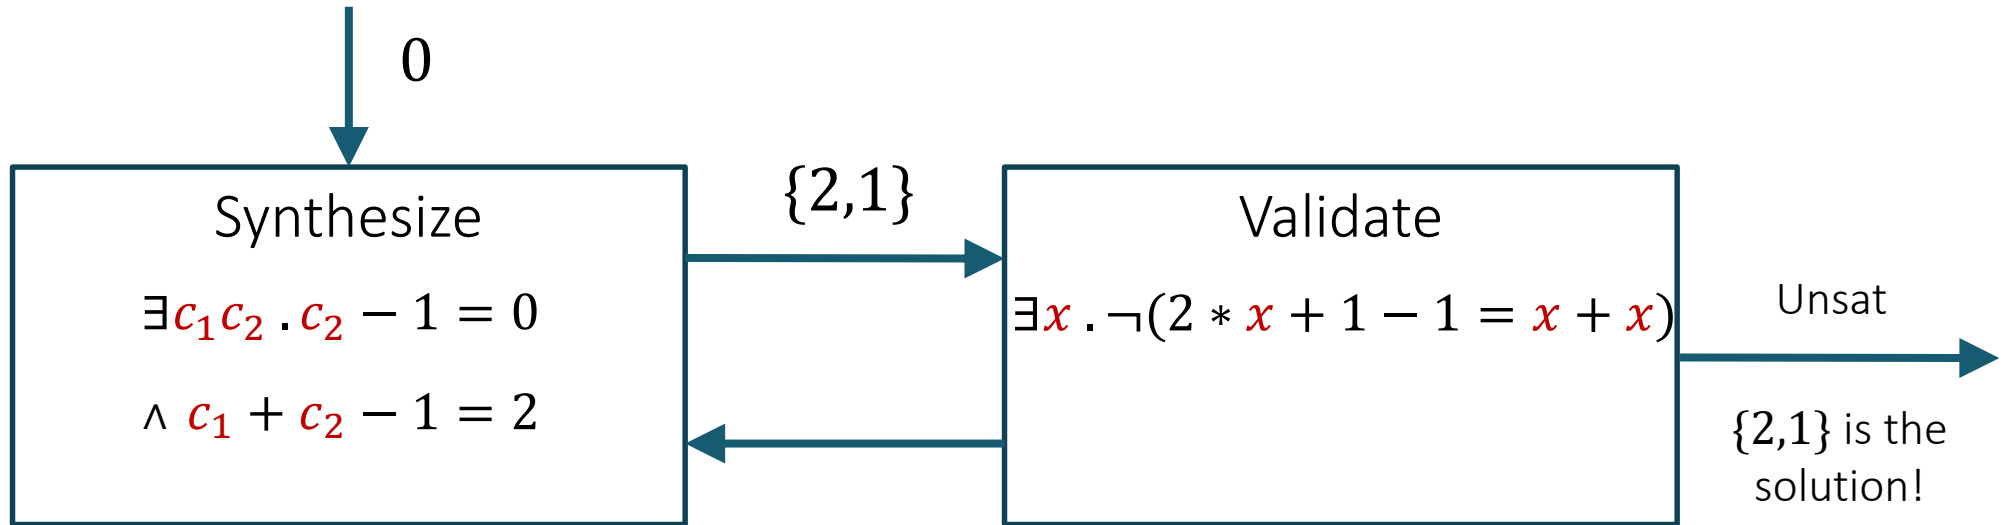 0
Synthesize
∃c₁c₂ . c₂ − 1 = 0
∧ c₁ + c₂ − 1 = 2
{2,1}
Validate
∃x . ¬(2 ∗ x + 1 − 1 = x + x)
Unsat
{2,1} is the
solution!